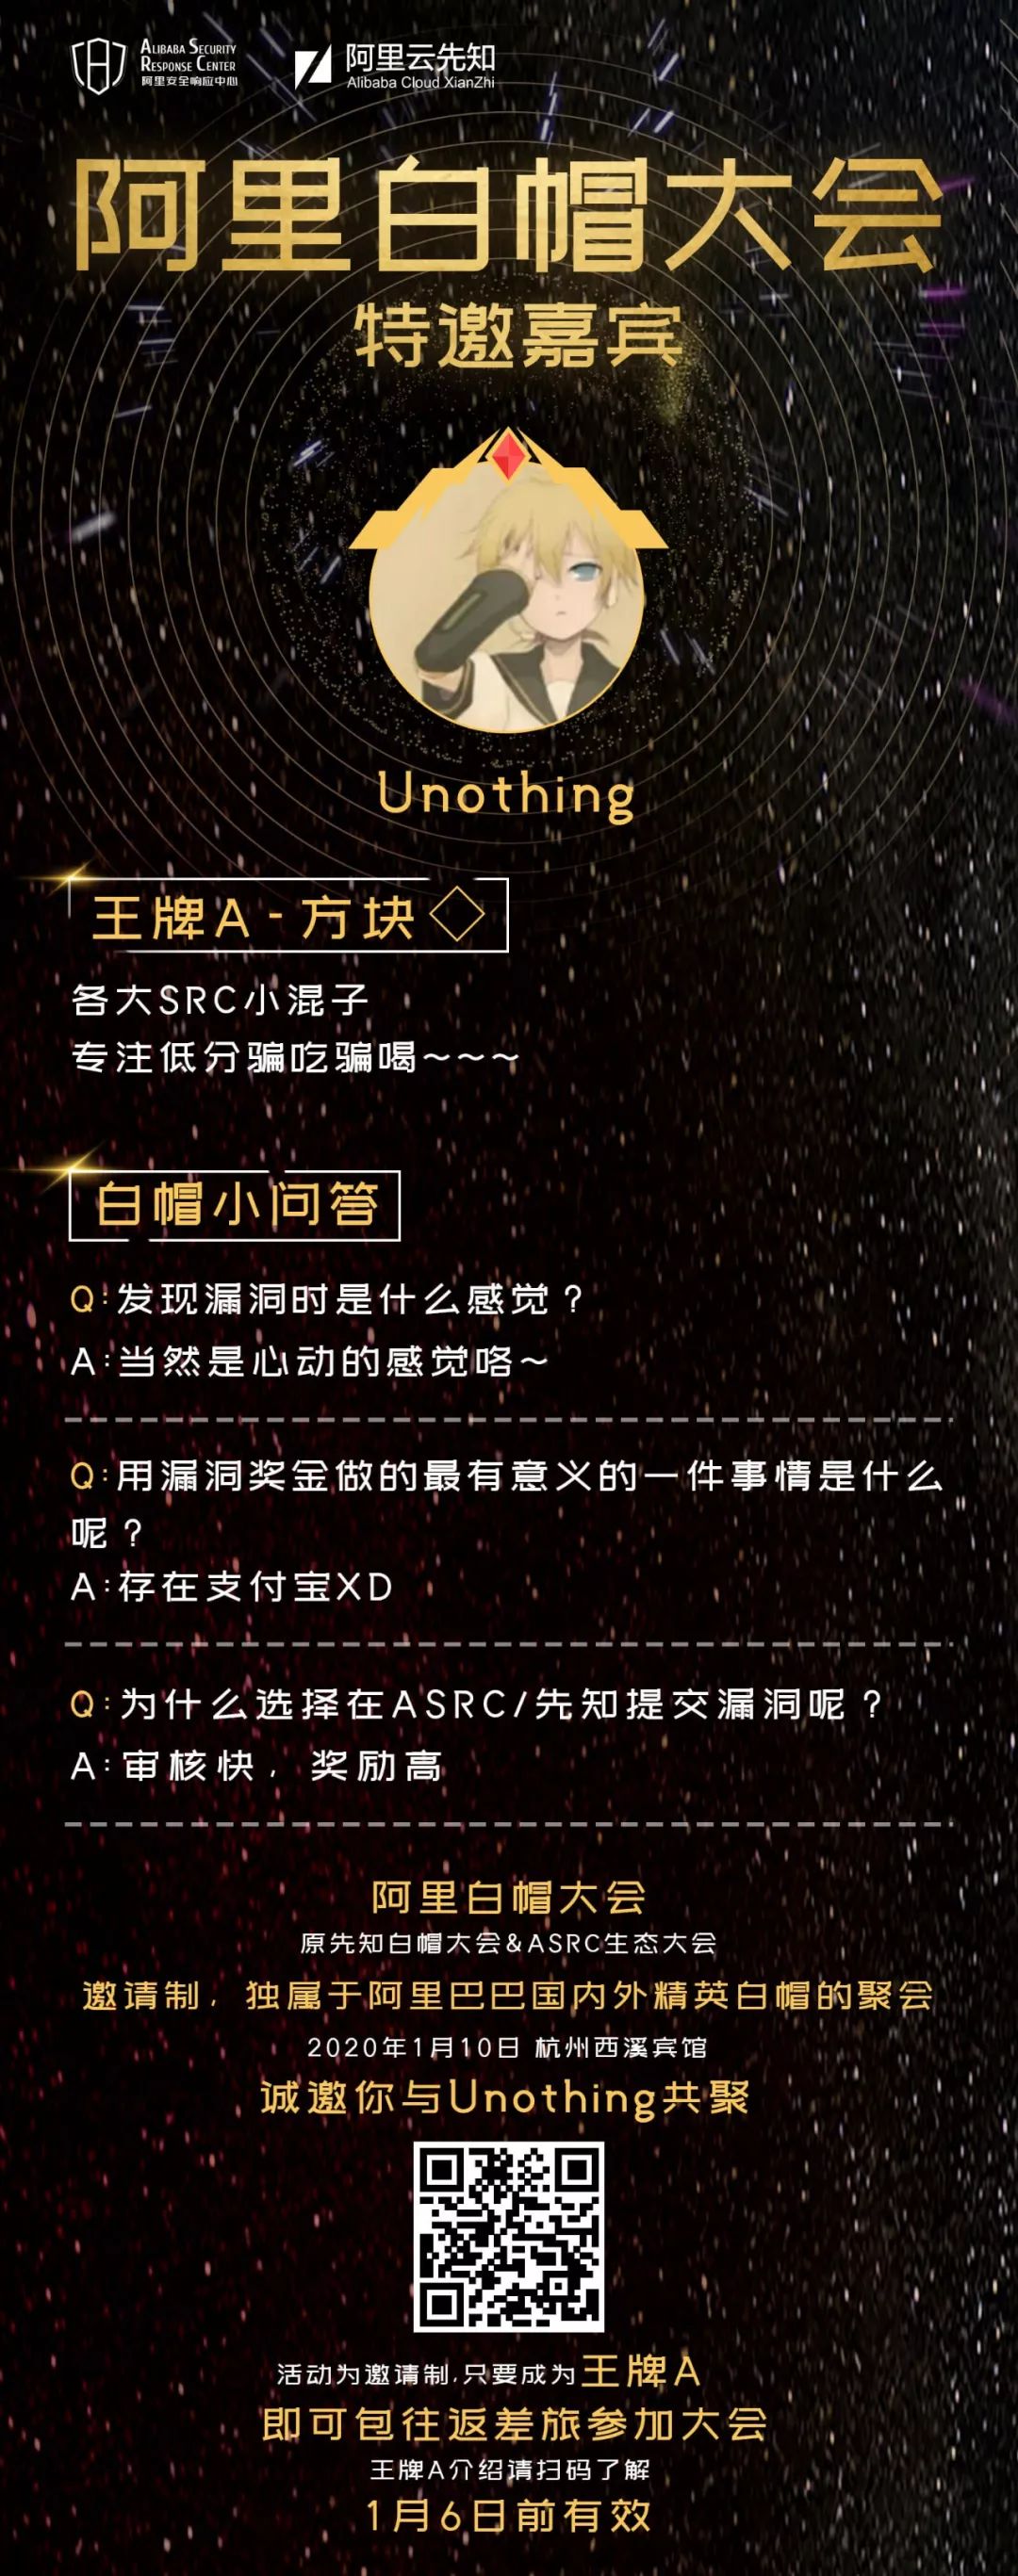 ALIBABA SECURITY
RESPONSE CENTER
阿里安全响应中心
阿里云先知
Alibaba Cloud XianZhi
阿里白帽大会
特邀嘉宾
Unothing
王牌A-方块
各大SRC小混子
专注低分骗吃骗喝~~~
白帽小问答
Q:发现漏洞时是什么感觉？
A:当然是心动的感觉咯~
Q:用漏洞奖金做的最有意义的一件事情是什么
呢？
A:存在支付宝XD
Q:为什么选择在ASRC/先知提交漏洞呢？
A:审核快，奖励高
阿里白帽大会
原先知白帽大会&ASRC生态大会
邀请制，独属于阿里巴巴国内外精英白帽的聚会
2020年1月10日 杭州西溪宾馆
诚邀你与Unothing共聚
活动为邀请制,只要成为王牌A
即可包往返差旅参加大会
王牌A介绍请扫码了解
1月6日前有效